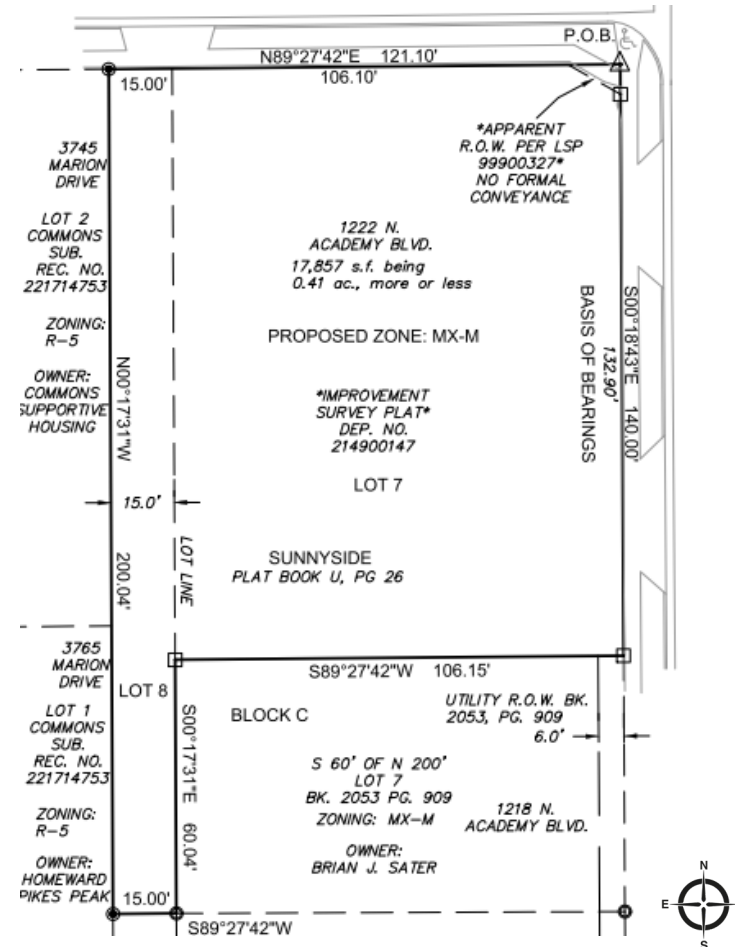 P.O.B.
N89°27'42"E 121.10'
15.00'
106.10'
*APPARENT
R.O.W. PER LSP
99900327*
NO FORMAL
CONVEYANCE
3745
MARION
DRIVE
LOT 2
COMMONS
SUB.
REC. NO.
221714753
ZONING:
R-5
OWNER:
COMMONS
SUPPORTIVE
HOUSING
N00°17'31"W
200.04'
1222 N.
ACADEMY BLVD.
17,857 s.f. being
0.41 ac., more or less
PROPOSED ZONE: MX-M
*IMPROVEMENT
SURVEY PLAT*
DEP. NO.
214900147
LOT 7
BASIS OF BEARINGS
132.90'
S00°18'43"E 140.00'
15.0'
LOT LINE
SUNNYSIDE
PLAT BOOK U, PG 26
S89°27'42"W 106.15'
3765
MARION
DRIVE
LOT 1
COMMONS
SUB.
REC. NO.
221714753
ZONING:
R-5
OWNER:
HOMEWARD
PIKES PEAK
LOT 8
S00°17'31"E 60.04'
BLOCK C
UTILITY R.O.W. BK.
2053, PG. 909
6.0'
S 60' OF N 200'
LOT 7
BK. 2053 PG. 909
ZONING: MX-M
OWNER:
BRIAN J. SATER
1218 N.
ACADEMY BLVD.
15.00'
S89°27'42"W
N
E
S